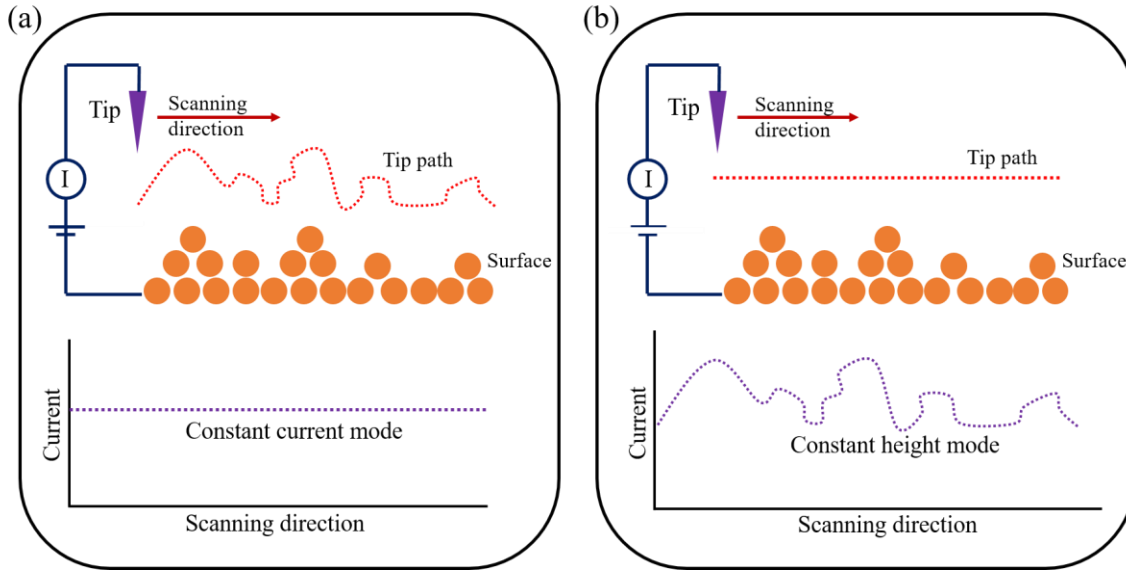 (a)
Tip
Scanning
direction
Tip path
I
Surface
Current
Constant current mode
Scanning direction
(b)
Tip
Scanning
direction
Tip path
I
Surface
Current
Constant height mode
Scanning direction